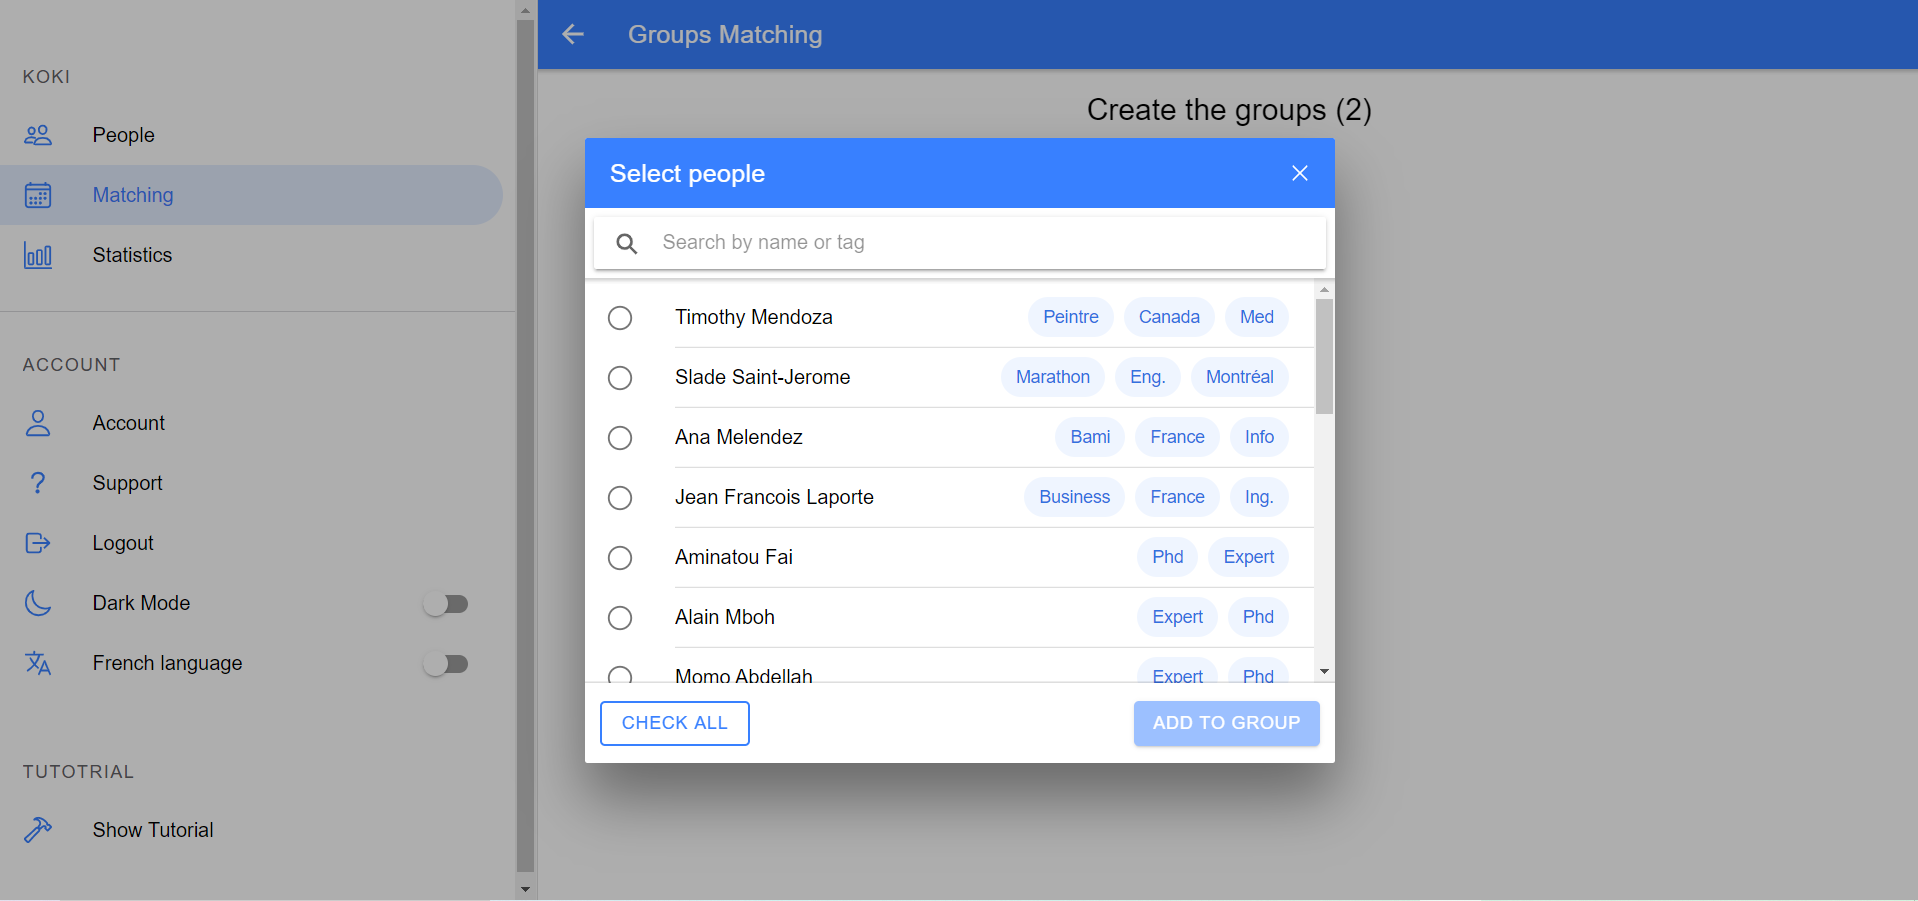 KOKI
People
Matching
Statistics
ACCOUNT
Account
Support
Logout
Dark Mode
French language
TUTOTRIAL
Show Tutorial
Groups Matching
Create the groups (2)
Select people
Search by name or tag
Timothy Mendoza Peintre Canada Med
Slade Saint-Jerome Marathon Eng. Montréal
Ana Melendez Bami France Info
Jean Francois Laporte Business France Ing.
Aminatou Fai Phd Expert
Alain Mboh Expert Phd
Momo Abdellah Expert Phd
CHECK ALL ADD TO GROUP